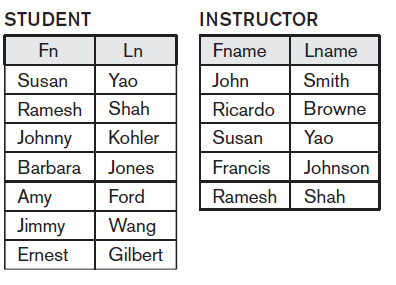 STUDENT
Fn Ln
Susan Yao
Ramesh Shah
Johnny Kohler
Barbara Jones
Amy Ford
Jimmy Wang
Ernest Gilbert
INSTRUCTOR
Fname Lname
John Smith
Ricardo Browne
Susan Yao
Francis Johnson
Ramesh Shah